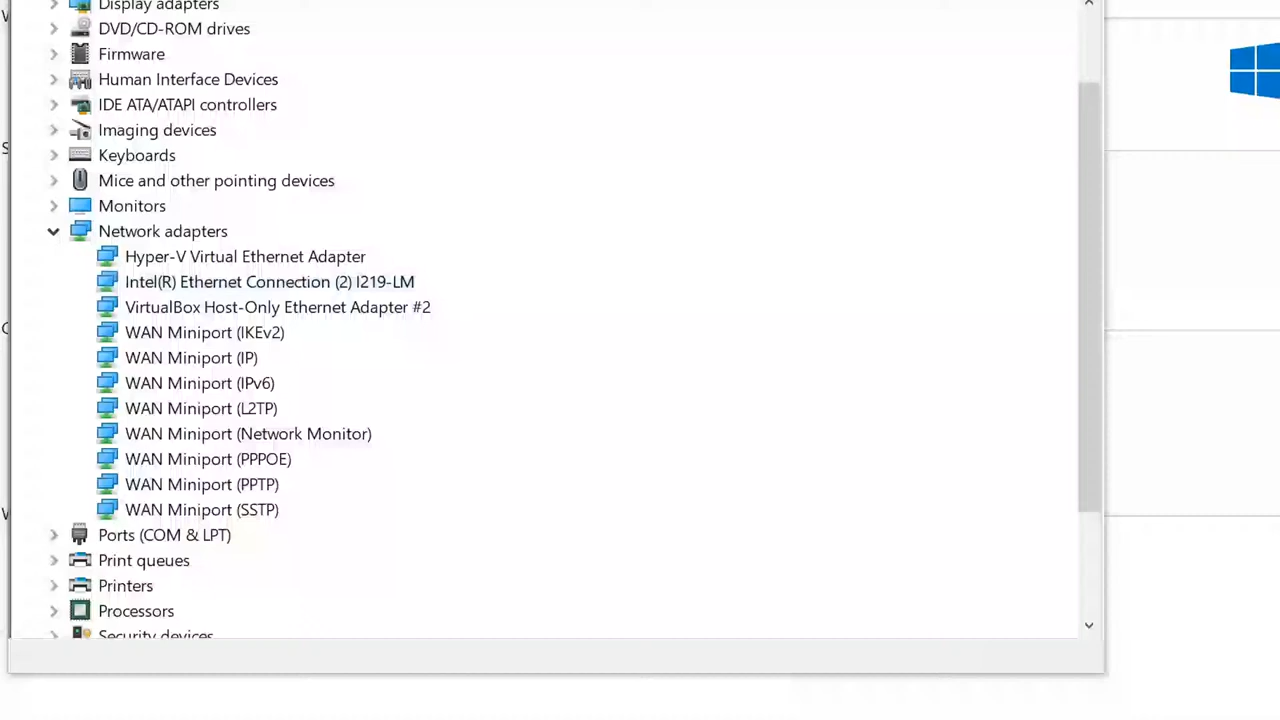 Display adapters
DVD/CD-ROM drives
Firmware
Human Interface Devices
IDE ATA/ATAPI controllers
Imaging devices
Keyboards
Mice and other pointing devices
Monitors
Network adapters
Hyper-V Virtual Ethernet Adapter
Intel(R) Ethernet Connection (2) I219-LM
VirtualBox Host-Only Ethernet Adapter #2
WAN Miniport (IKEv2)
WAN Miniport (IP)
WAN Miniport (IPv6)
WAN Miniport (L2TP)
WAN Miniport (Network Monitor)
WAN Miniport (PPPOE)
WAN Miniport (PPTP)
WAN Miniport (SSTP)
Ports (COM & LPT)
Print queues
Printers
Processors
Security devices